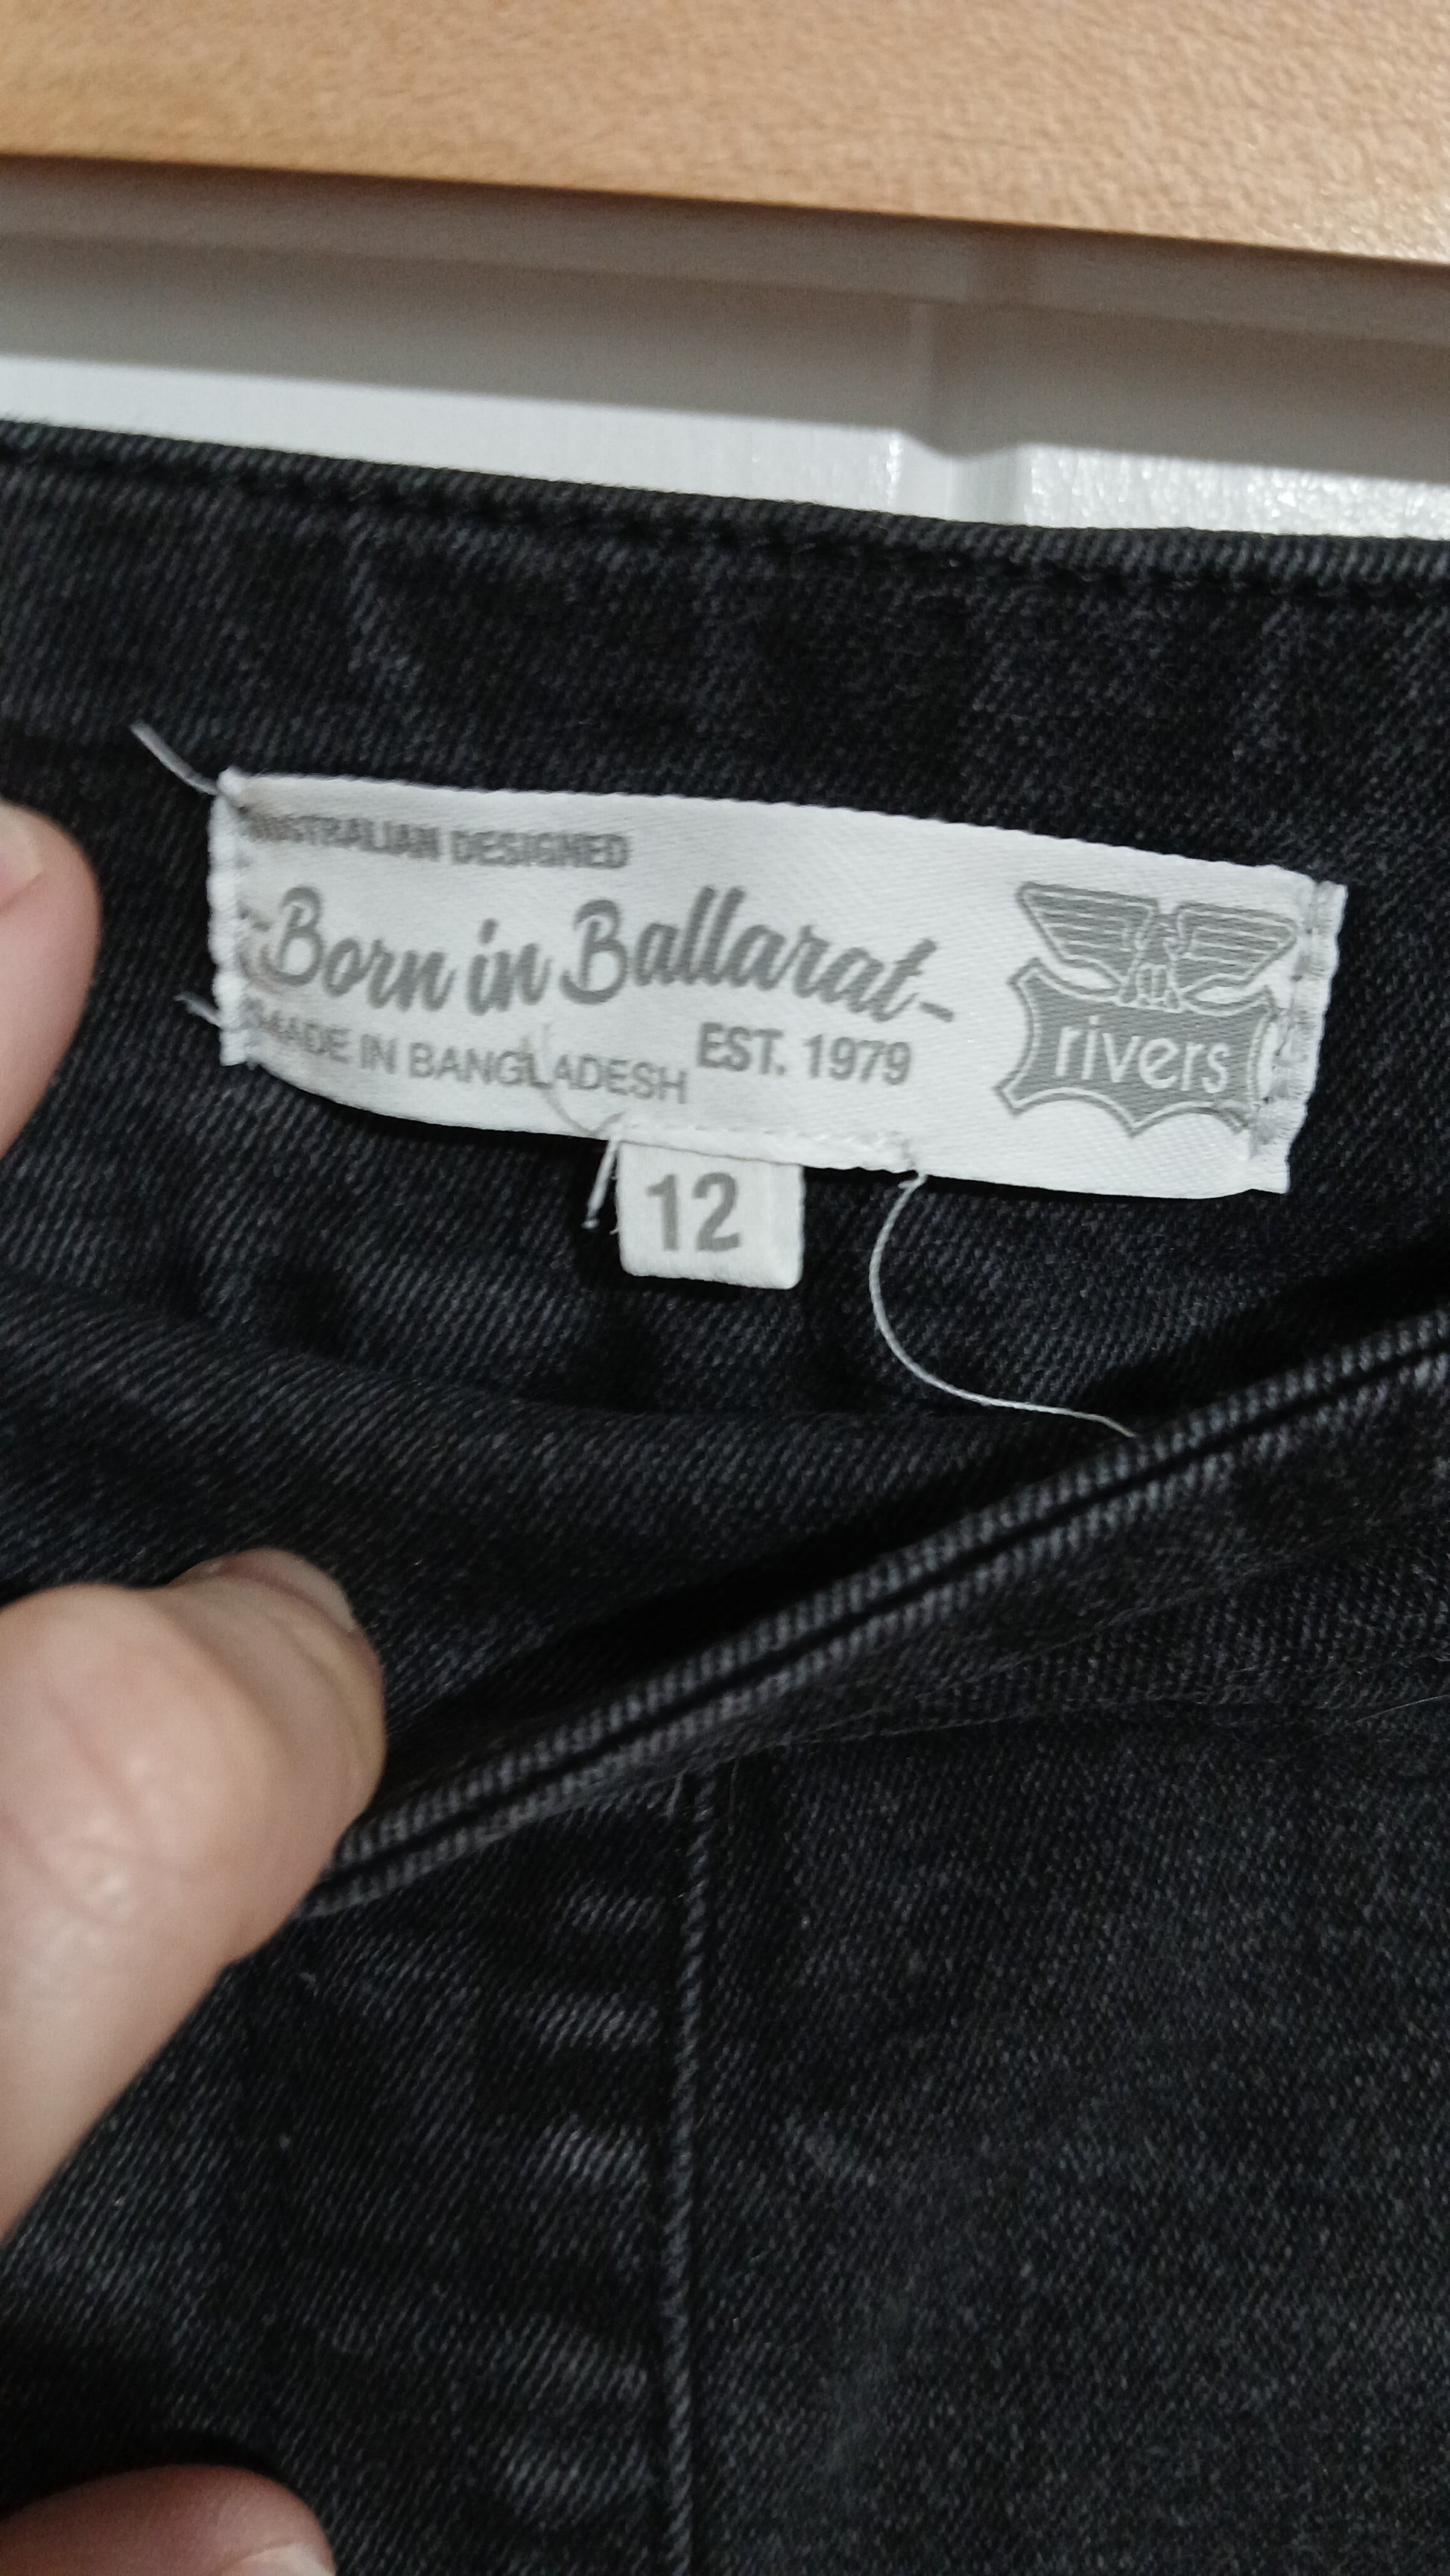 AUSTRALIAN DESIGNED
-Born in Ballarat-
EST. 1979
MADE IN BANGLADESH
rivers
12